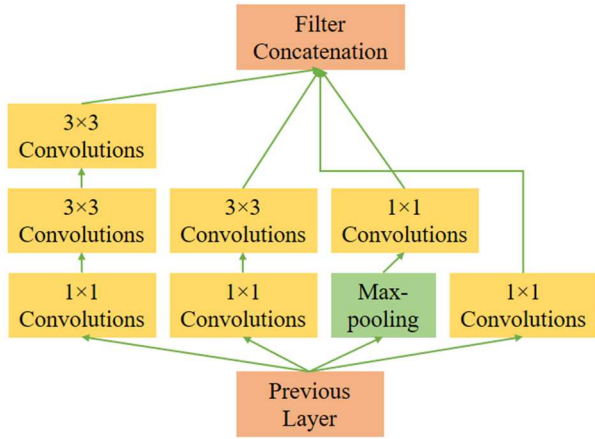 Filter
Concatenation
3×3
Convolutions
3×3
Convolutions
3×3
Convolutions
1×1
Convolutions
1×1
Convolutions
1×1
Convolutions
Max-
pooling
1×1
Convolutions
Previous
Layer